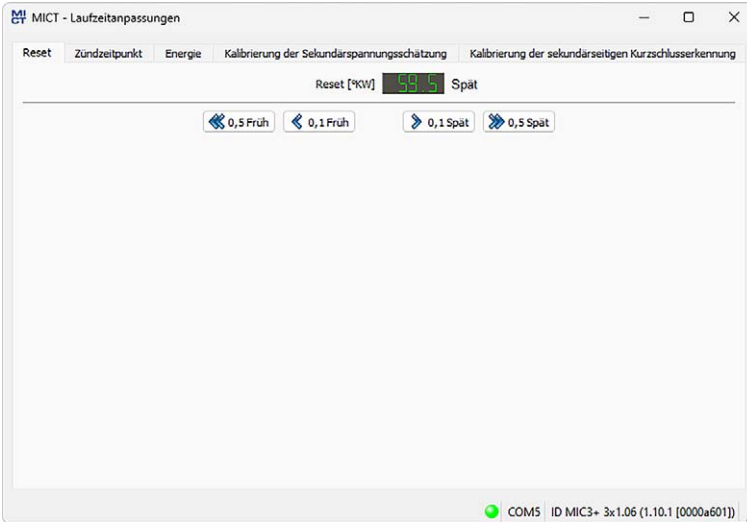 MICT MICT - Laufzeitanpassungen
Reset Zündzeitpunkt Energie Kalibrierung der Sekundärspannungsschätzung Kalibrierung der sekundärseitigen Kurzschlusserkennung
Reset [°KW] 59.5 Spät
0,5 Früh 0,1 Früh 0,1 Spät 0,5 Spät
COM5 ID MIC3+ 3x1.06 (1.10.1 [0000a601])